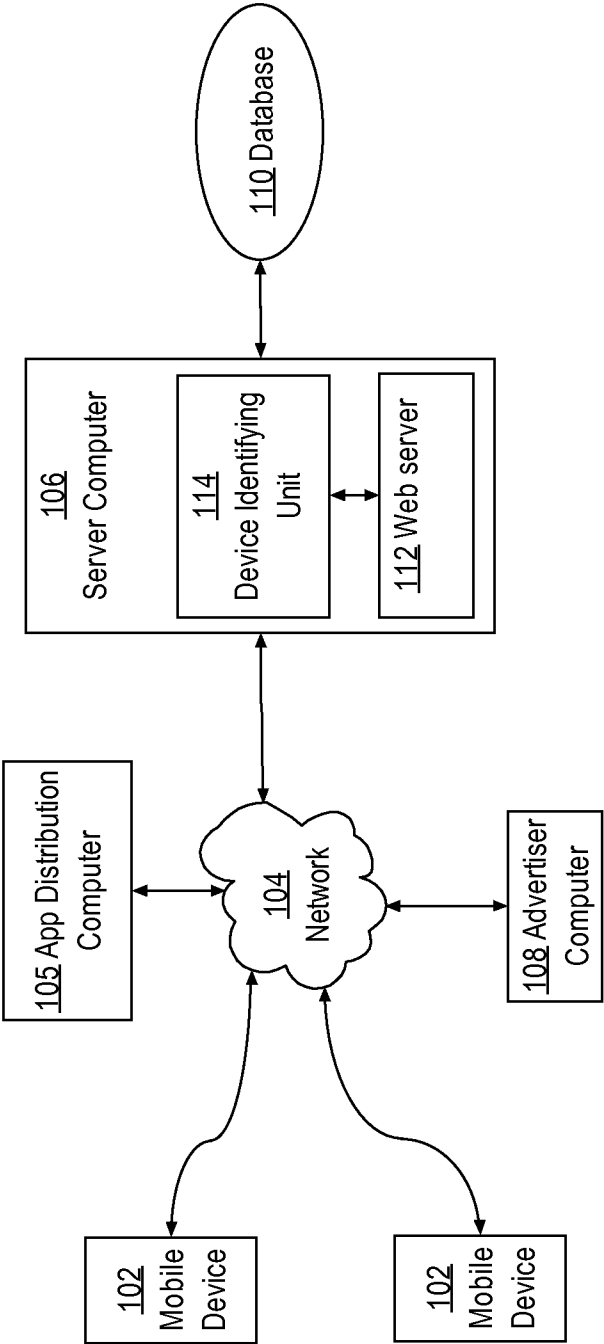 102
Mobile
Device
102
Mobile
Device
105 App Distribution
Computer
104
Network
108 Advertiser
Computer
106
Server Computer
114
Device Identifying
Unit
112 Web server
110 Database